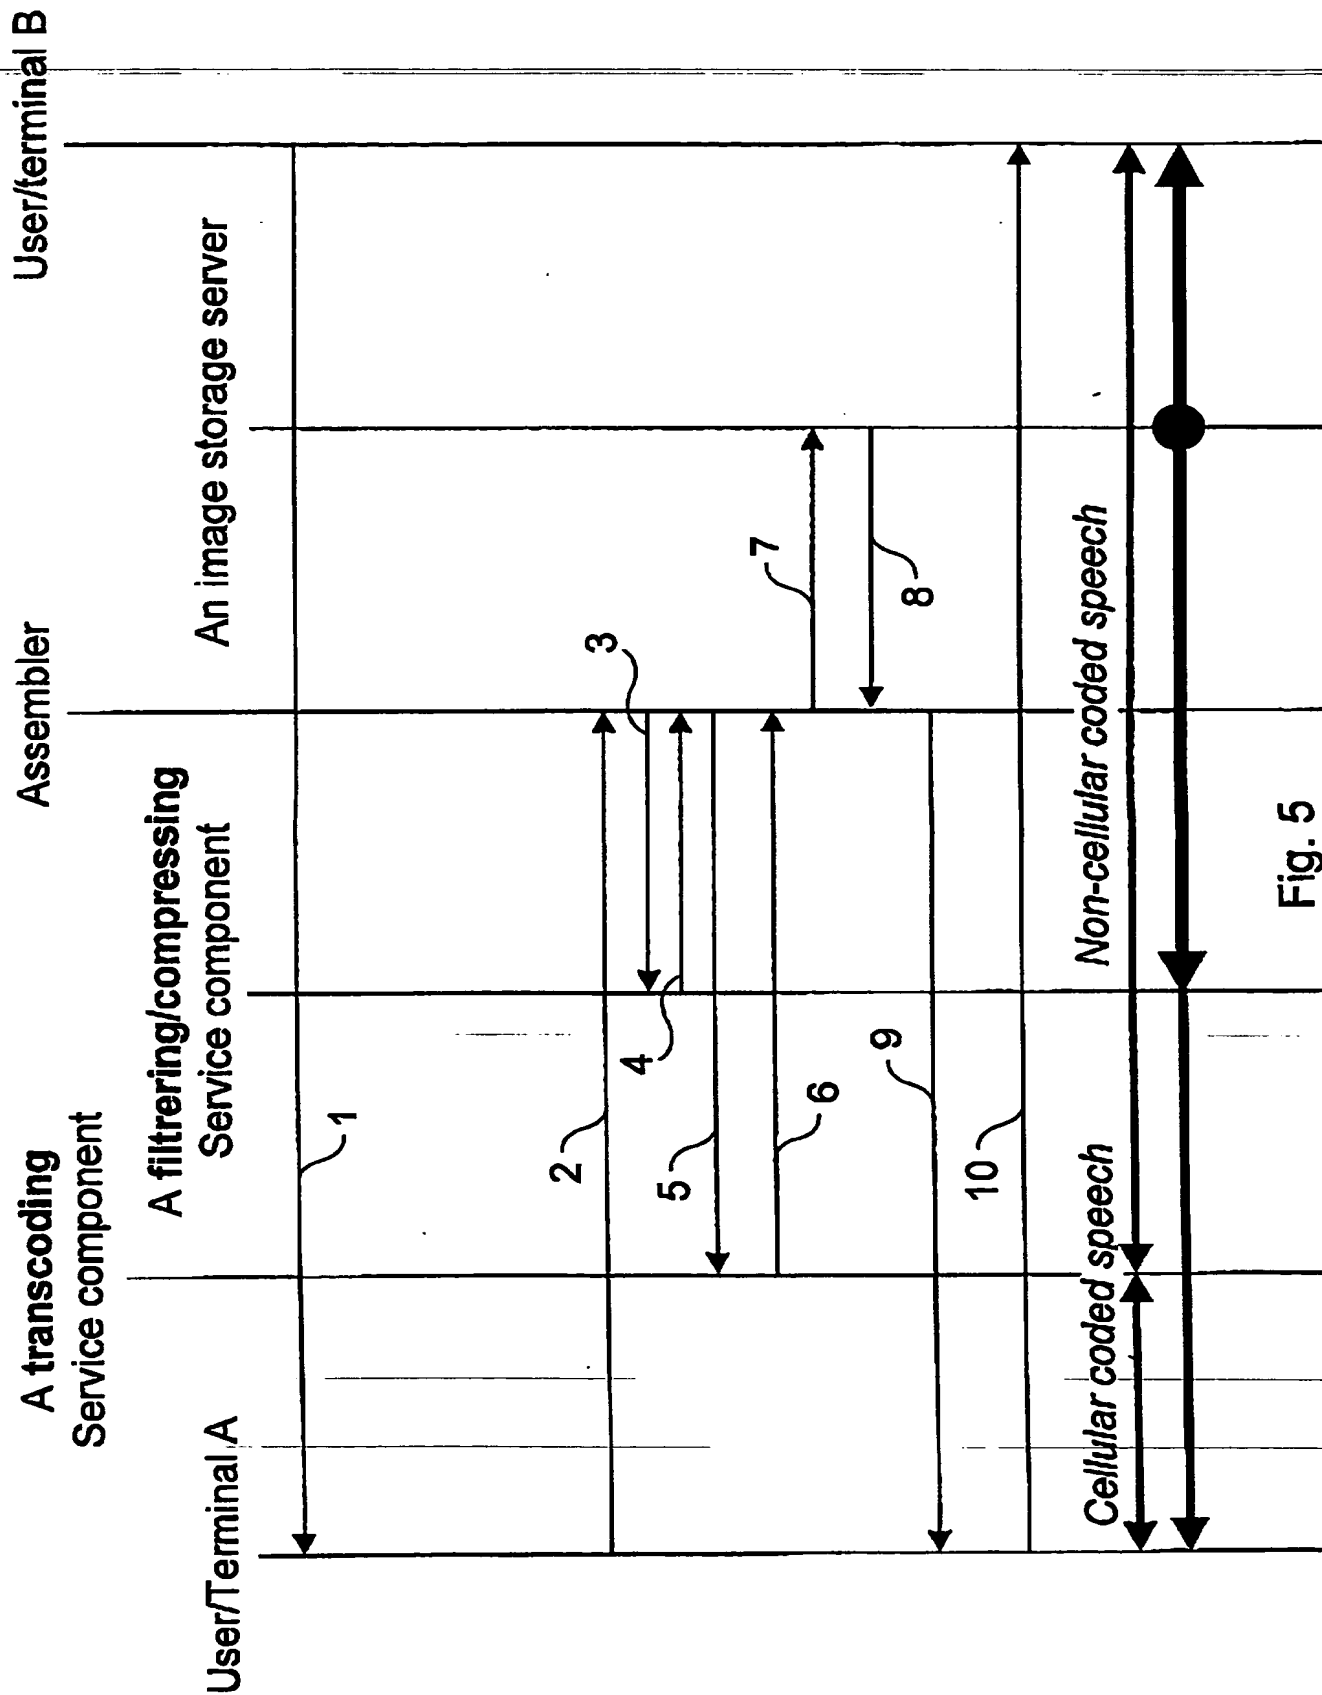 User/Terminal A
A transcoding
Service component
A filtrering/compressing
Service component
Assembler
An image storage server
User/terminal B
1
2
3
4
5
6
7
8
9
10
Cellular coded speech
Non-cellular coded speech
Fig. 5